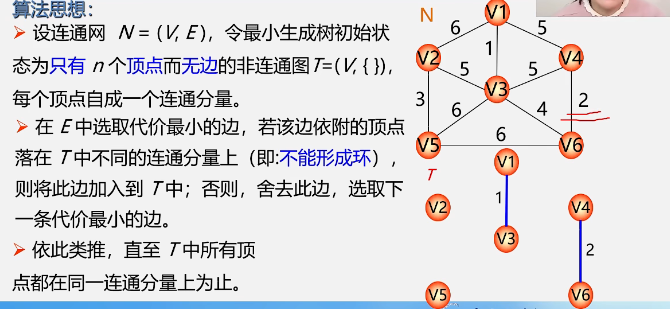 算法思想：
➢ 设连通网 N = (V, E )，令最小生成树初始状
态为只有 n 个顶点而无边的非连通图T=(V, { })，
每个顶点自成一个连通分量。
➢ 在 E 中选取代价最小的边，若该边依附的顶点
落在 T 中不同的连通分量上（即:不能形成环），
则将此边加入到 T 中；否则，舍去此边，选取下
一条代价最小的边。
➢ 依此类推，直至 T 中所有顶
点都在同一连通分量上为止。
N
V1
6
5
1
V2
V4
5
5
V3
3
6
4
2
V5
6
V6
T
V1
1
V2
V4
V3
2
V5
V6